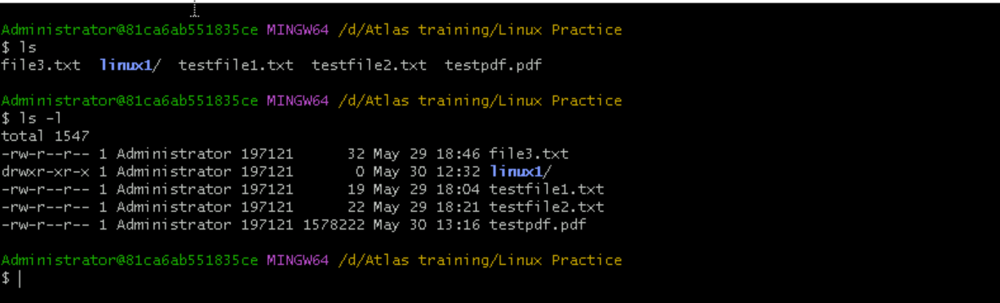 Administrator@81ca6ab551835ce MINGW64 /d/Atlas training/Linux Practice
$ ls
file3.txt  linux1/  testfile1.txt  testfile2.txt  testpdf.pdf

Administrator@81ca6ab551835ce MINGW64 /d/Atlas training/Linux Practice
$ ls -l
total 1547
-rw-r--r-- 1 Administrator 197121      32 May 29 18:46 file3.txt
drwxr-xr-x 1 Administrator 197121       0 May 30 12:32 linux1/
-rw-r--r-- 1 Administrator 197121      19 May 29 18:04 testfile1.txt
-rw-r--r-- 1 Administrator 197121      22 May 29 18:21 testfile2.txt
-rw-r--r-- 1 Administrator 197121 1578222 May 30 13:16 testpdf.pdf

Administrator@81ca6ab551835ce MINGW64 /d/Atlas training/Linux Practice
$